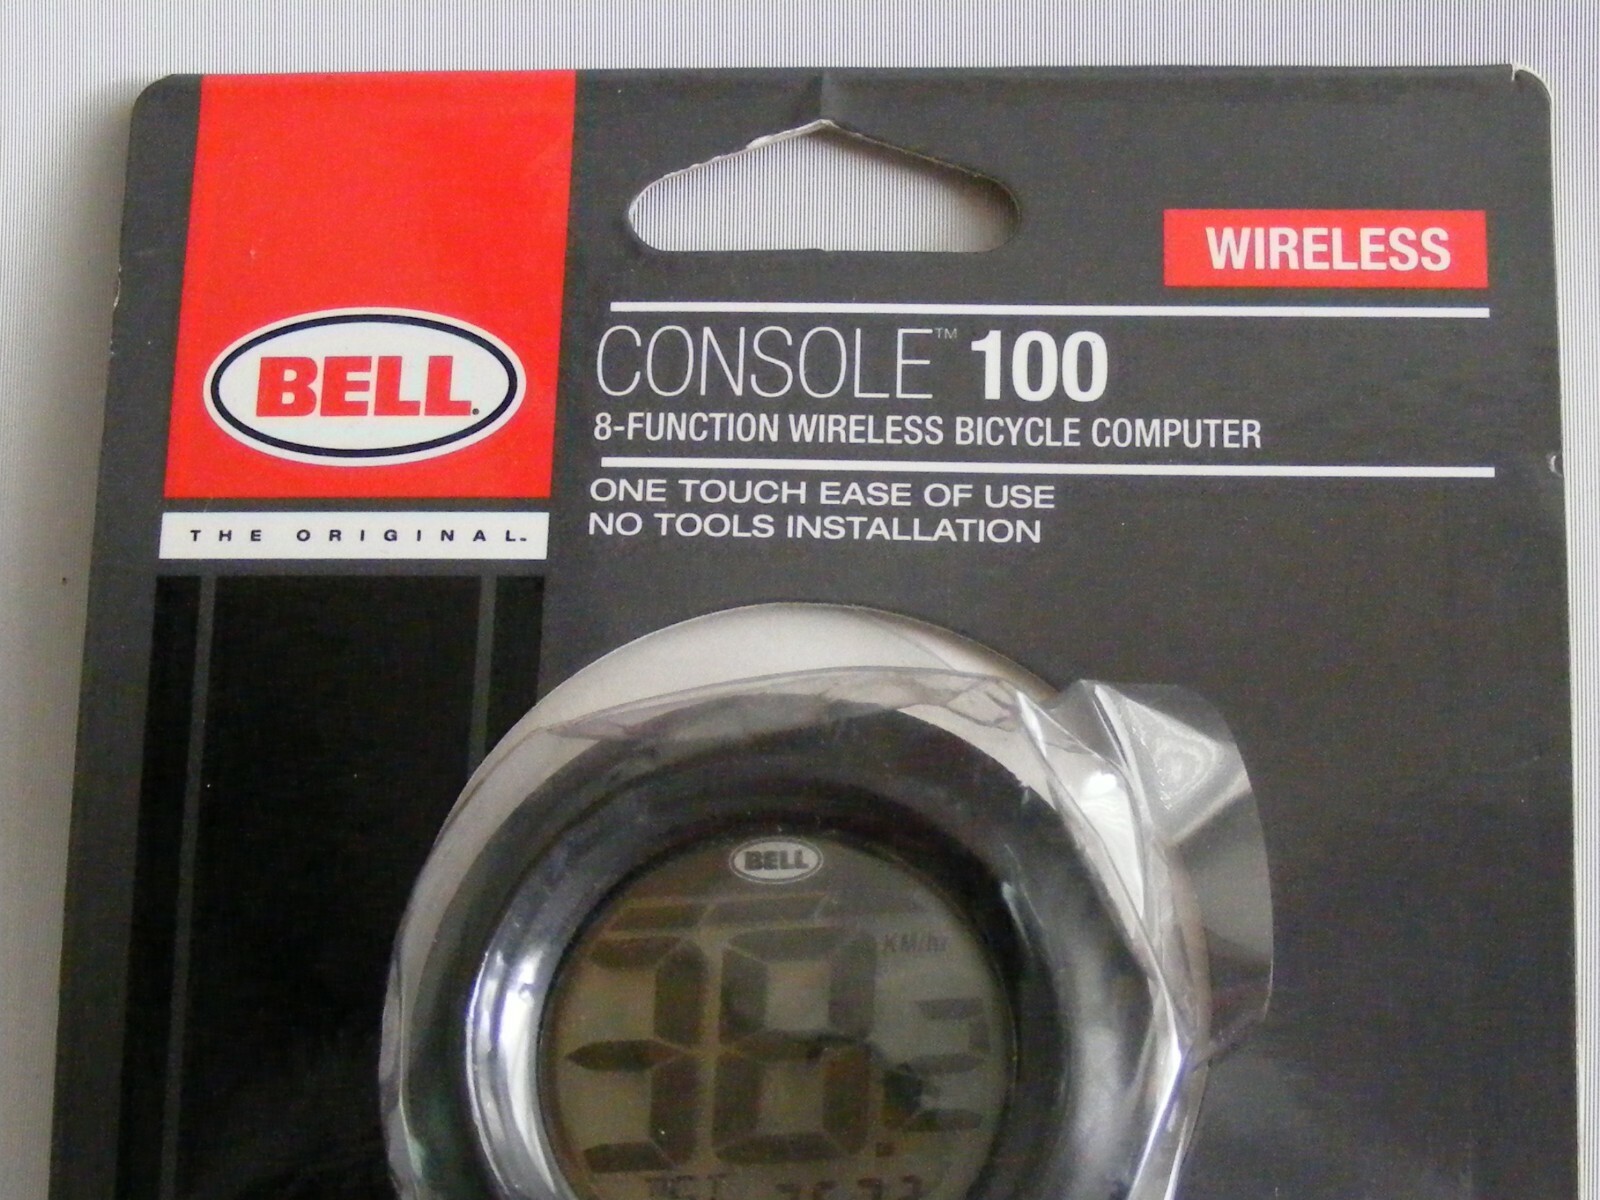 WIRELESS
BELL
CONSOLE™ 100
8-FUNCTION WIRELESS BICYCLE COMPUTER
ONE TOUCH EASE OF USE
NO TOOLS INSTALLATION
THE ORIGINAL™
BELL
KM/hr